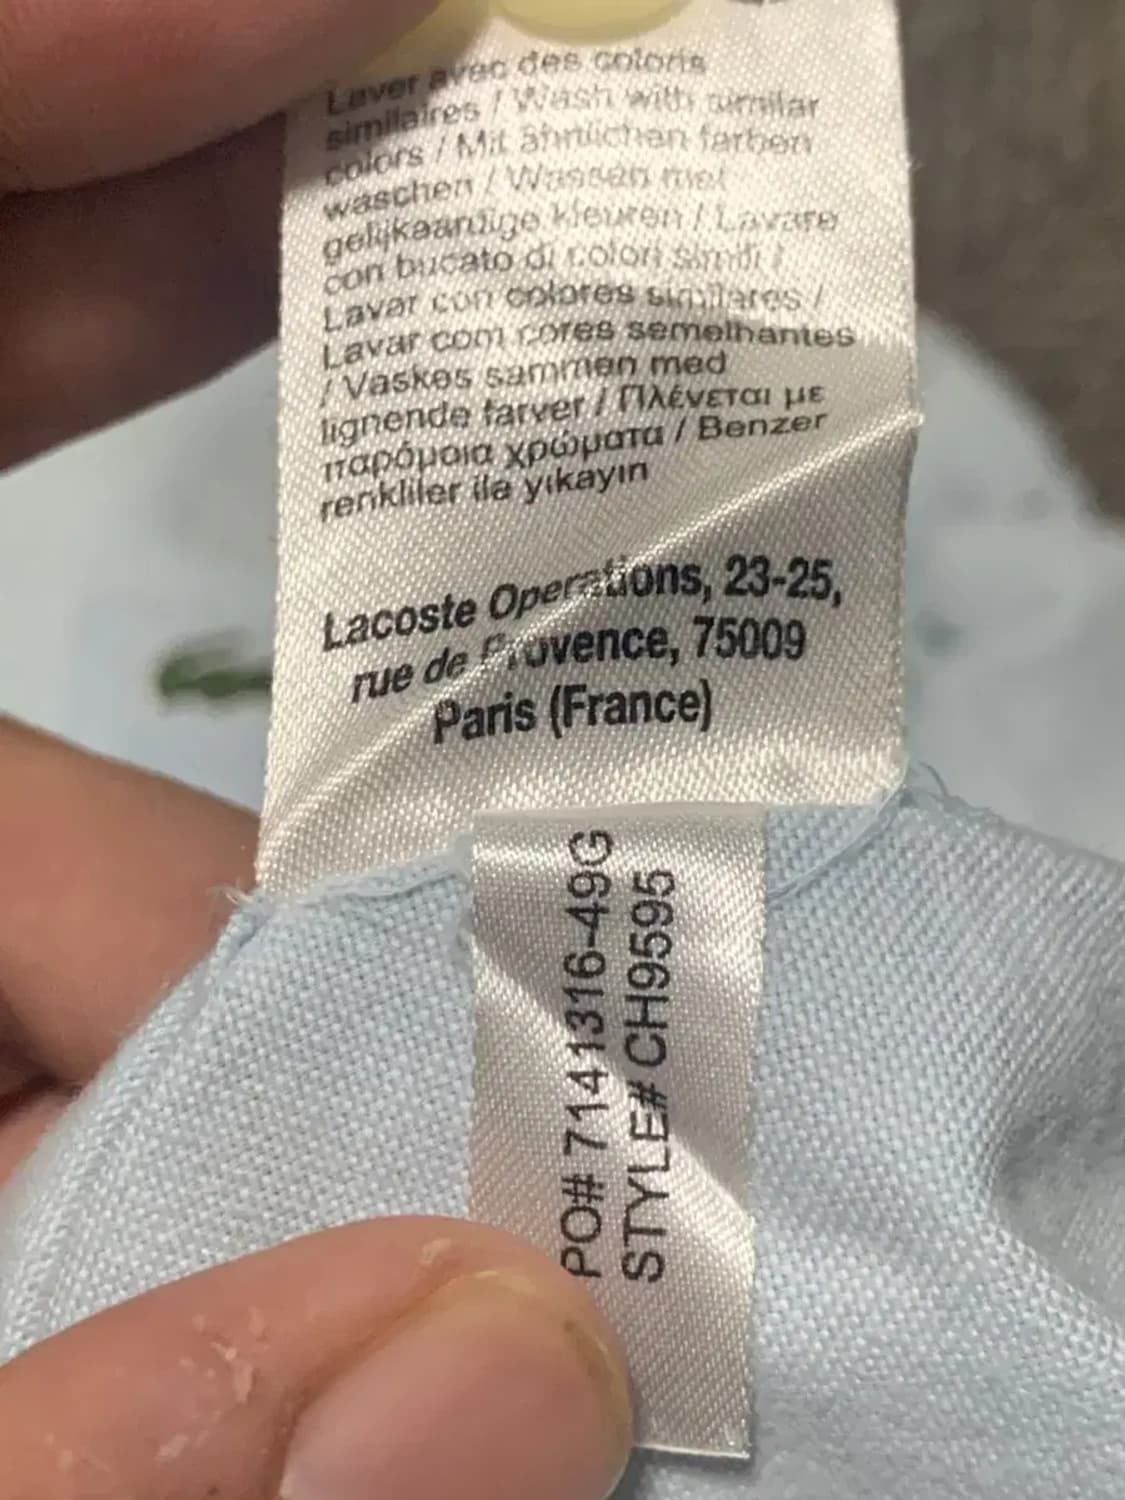 Laver avec des coloris
similaires / Wash with similar
colors / Mit ähnlichen farben
waschen / Wassen met
gelijkaardige kleuren / Lavare
con bucato di colori simili /
Lavar con colores similares /
Lavar com cores semelhantes
/ Vaskes sammen med
lignende farver / Πλένεται με
παρόμοια χρώματα / Benzer
renkliler ile yıkayın
Lacoste Operations, 23-25,
rue de Provence, 75009
Paris (France)
PO# 7141316-49G
STYLE# CH9595